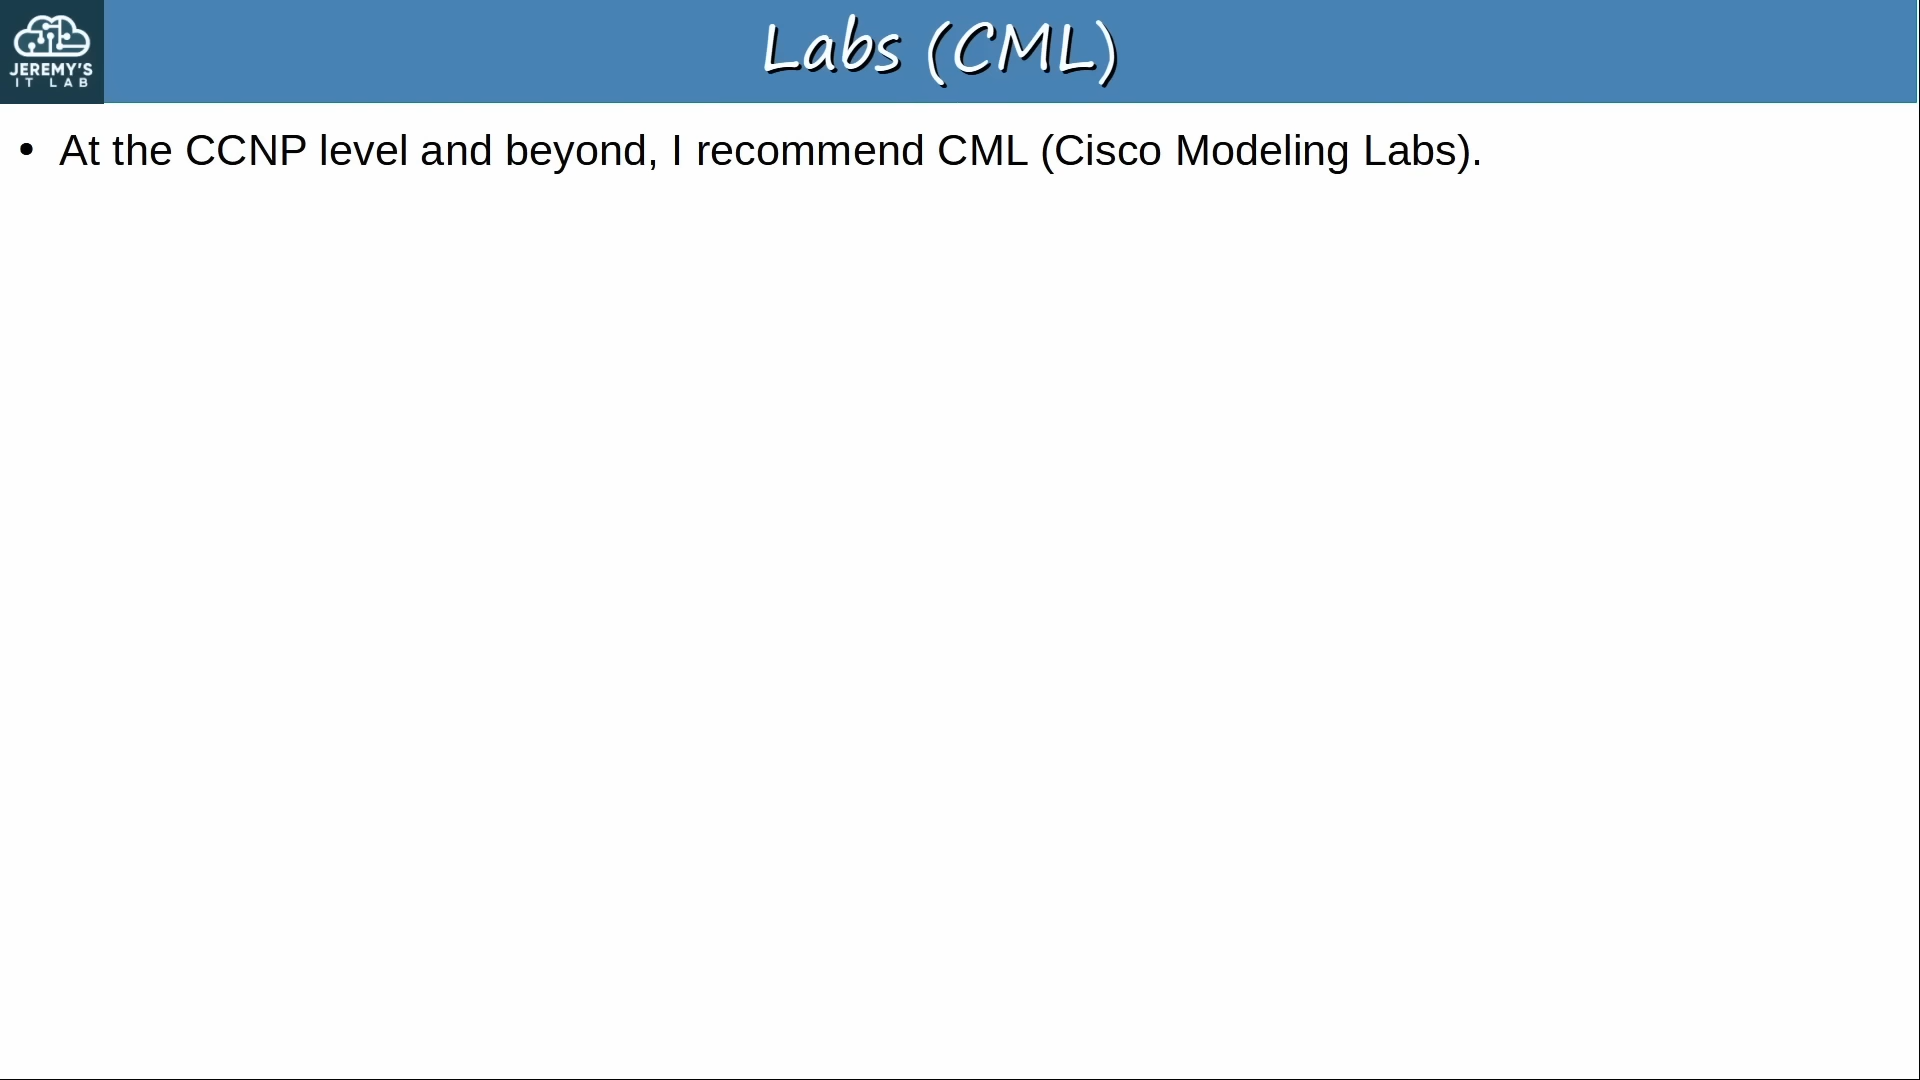 JEREMY'S
IT LAB
Labs (CML)
• At the CCNP level and beyond, I recommend CML (Cisco Modeling Labs).